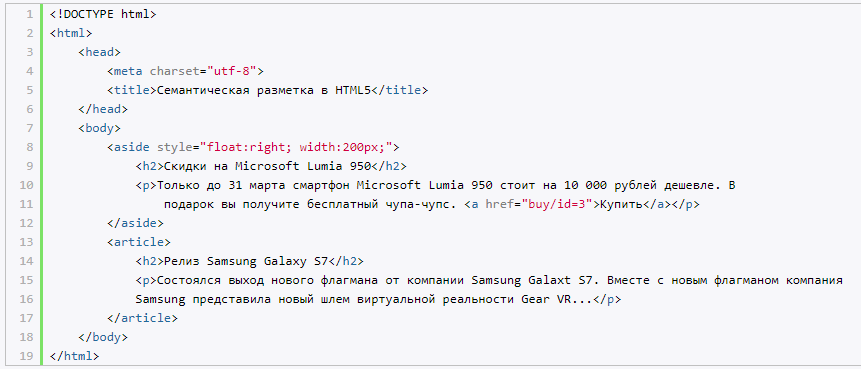 1 <!DOCTYPE html>
2 <html>
3     <head>
4         <meta charset="utf-8">
5         <title>Семантическая разметка в HTML5</title>
6     </head>
7     <body>
8         <aside style="float:right; width:200px;">
9             <h2>Скидки на Microsoft Lumia 950</h2>
10             <p>Только до 31 марта смартфон Microsoft Lumia 950 стоит на 10 000 рублей дешевле. В
11                 подарок вы получите бесплатный чупа-чупс. <a href="buy/id=3">Купить</a></p>
12         </aside>
13         <article>
14             <h2>Релиз Samsung Galaxy S7</h2>
15             <p>Состоялся выход нового флагмана от компании Samsung Galaxt S7. Вместе с новым флагманом компания
16             Samsung представила новый шлем виртуальной реальности Gear VR...</p>
17         </article>
18     </body>
19 </html>